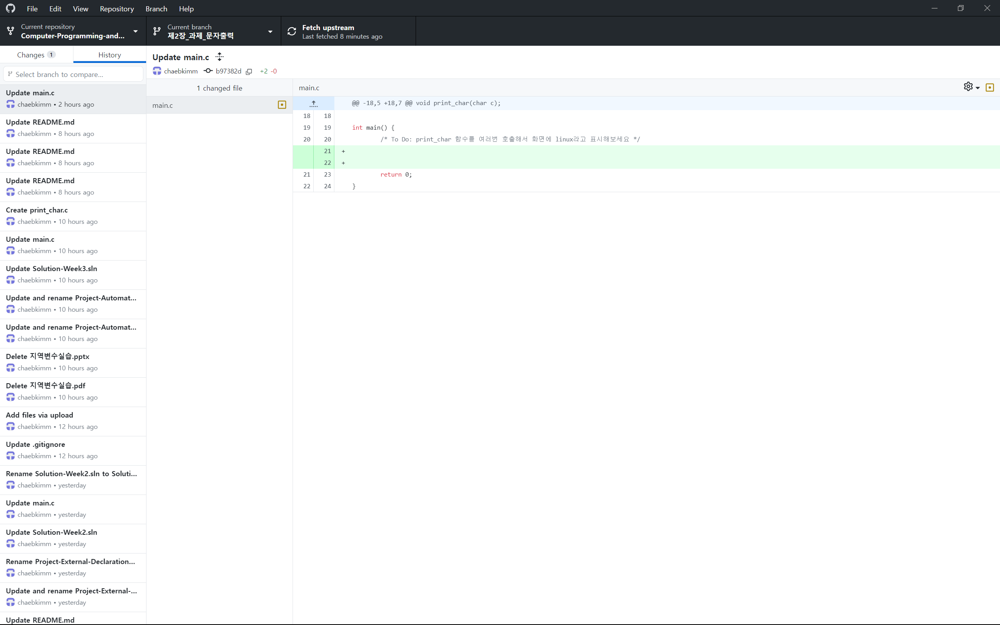 File Edit View Repository Branch Help
Current repository
Computer-Programming-and...
Current branch
제2장_과제_문자출력
Fetch upstream
Last fetched 8 minutes ago
Changes 1
History
Select branch to compare...
Update main.c
chaebkimm • 2 hours ago
Update README.md
chaebkimm • 8 hours ago
Update README.md
chaebkimm • 8 hours ago
Update README.md
chaebkimm • 8 hours ago
Create print_char.c
chaebkimm • 10 hours ago
Update main.c
chaebkimm • 10 hours ago
Update Solution-Week3.sln
chaebkimm • 10 hours ago
Update and rename Project-Automat...
chaebkimm • 10 hours ago
Update and rename Project-Automat...
chaebkimm • 10 hours ago
Delete 지역변수실습.pptx
chaebkimm • 10 hours ago
Delete 지역변수실습.pdf
chaebkimm • 10 hours ago
Add files via upload
chaebkimm • 12 hours ago
Update .gitignore
chaebkimm • 12 hours ago
Rename Solution-Week2.sln to Soluti...
chaebkimm • yesterday
Update main.c
chaebkimm • yesterday
Update Solution-Week2.sln
chaebkimm • yesterday
Rename Project-External-Declaration...
chaebkimm • yesterday
Update and rename Project-External-...
chaebkimm • yesterday
Update README.md
Update main.c
chaebkimm b97382d +2 -0
1 changed file
main.c
main.c
@@ -18,5 +18,7 @@ void print_char(char c);
18 18
19 19 int main() {
20 20 /* To Do: print_char 함수를 여러번 호출해서 화면에 linux라고 표시해보세요 */
21 +
22 +
21 23 return 0;
22 24 }